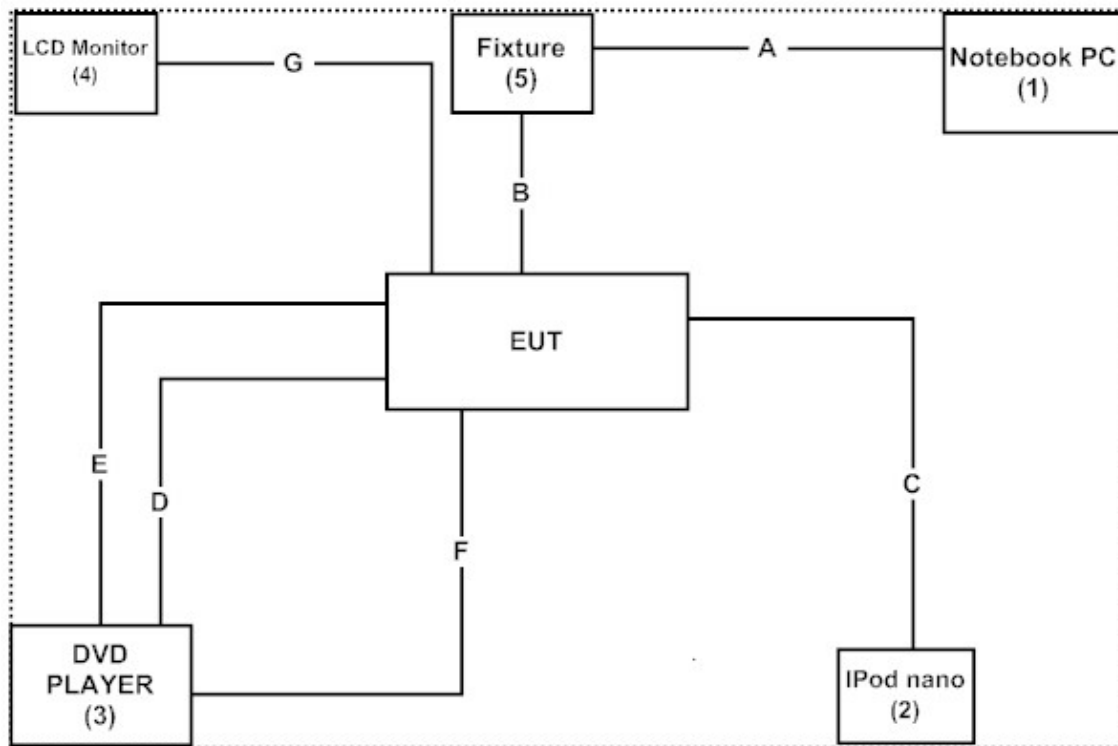 LCD Monitor
(4)
G
Fixture
(5)
A
Notebook PC
(1)
B
EUT
E
D
F
C
DVD
PLAYER
(3)
IPod nano
(2)